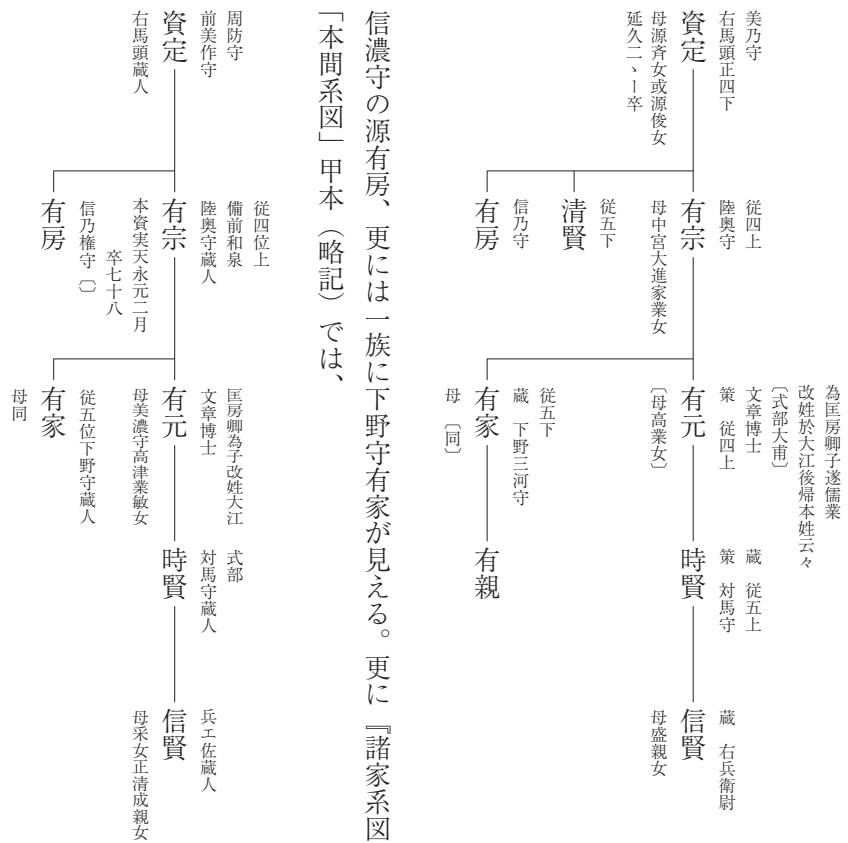 美乃守
右馬頭正四下
資定
母源斉女或源俊女
延久二ヽー卒
従四上
陸奥守
有宗
母中宮大進家業女
従五下
清賢
信乃守
有房
為匡房卿子遂儒業
改姓於大江後帰本姓云々
〔式部大甫〕
文章博士
策　従四上
有元
〔母高業女〕
従五下
蔵　下野三河守
有家
母〔同〕
蔵　従五上
策　対馬守
時賢
有親
蔵　右兵衛尉
信賢
母盛親女
信濃守の源有房、更には一族に下野守有家が見える。更に『諸家系図
「本間系図」甲本（略記）では、
周防守
前美作守
資定
右馬頭蔵人
従四位上
備前和泉
陸奥守蔵人
有宗
本資実天永元二月
卒七十八
信乃権守〔〕
有房
匡房卿為子改姓大江
文章博士
有元
母美濃守高津業敏女
従五位下野守蔵人
有家
母同
式部
対馬守蔵人
時賢
兵エ佐蔵人
信賢
母采女正清成親女